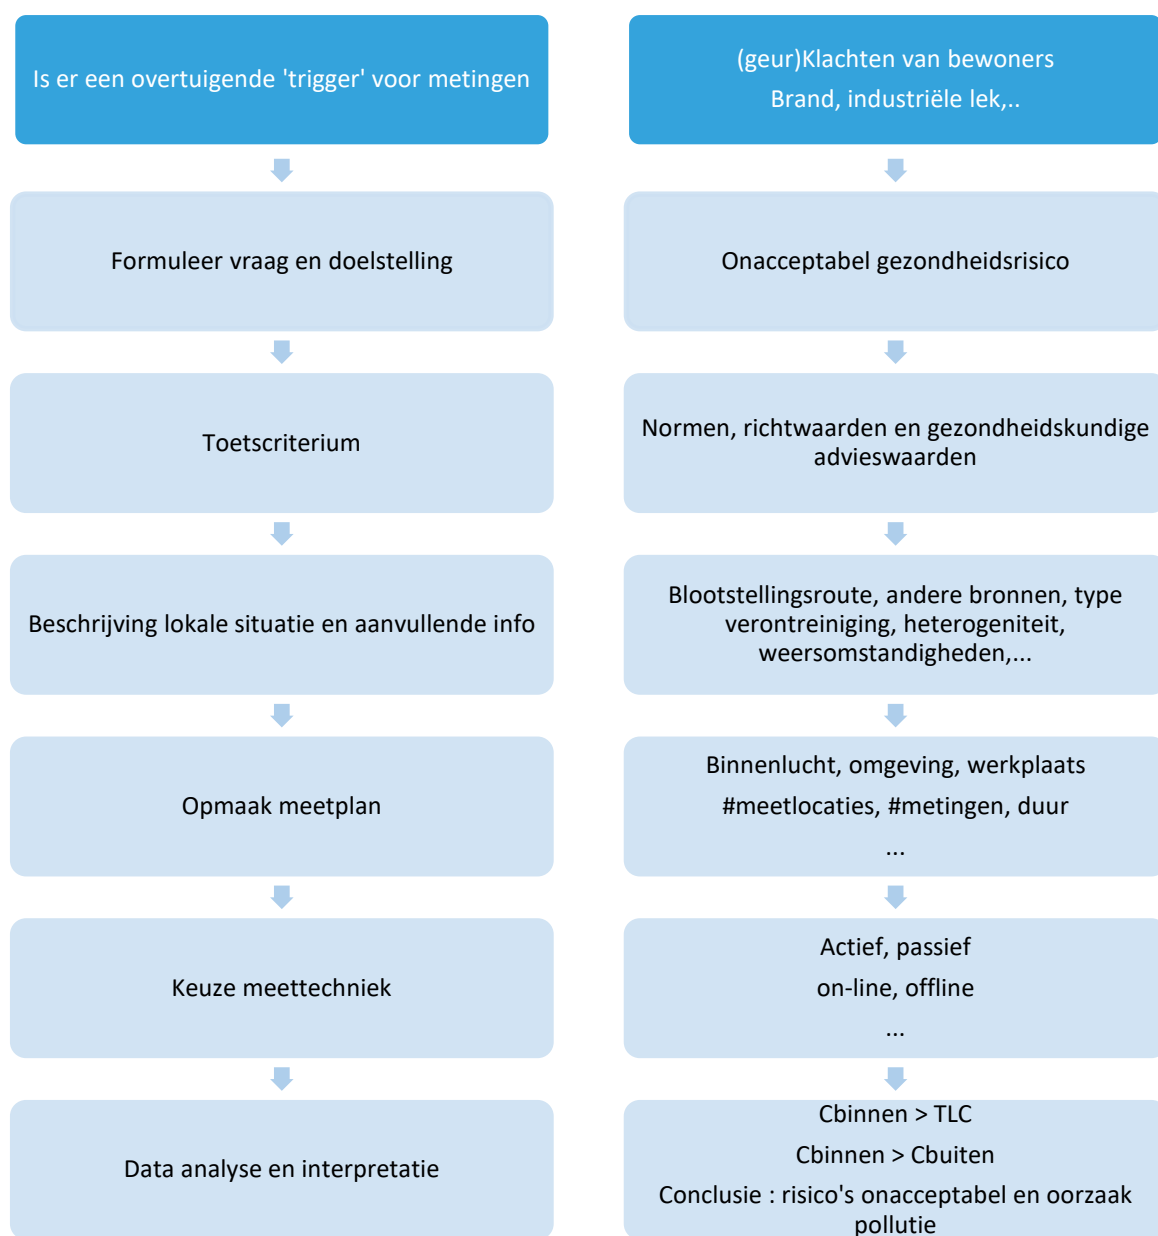 Is er een overtuigende 'trigger' voor metingen
(geur)Klachten van bewoners
Brand, industriële lek,..
Formuleer vraag en doelstelling
Onacceptabel gezondheidsrisico
Toetscriterium
Normen, richtwaarden en gezondheidskundige
advieswaarden
Beschrijving lokale situatie en aanvullende info
Blootstellingsroute, andere bronnen, type
verontreiniging, heterogeniteit,
weersomstandigheden,...
Opmaak meetplan
Binnenlucht, omgeving, werkplaats
#meetlocaties, #metingen, duur
...
Keuze meettechniek
Actief, passief
on-line, offline
...
Data analyse en interpretatie
Cbinnen > TLC
Cbinnen > Cbuiten
Conclusie : risico's onacceptabel en oorzaak
pollutie